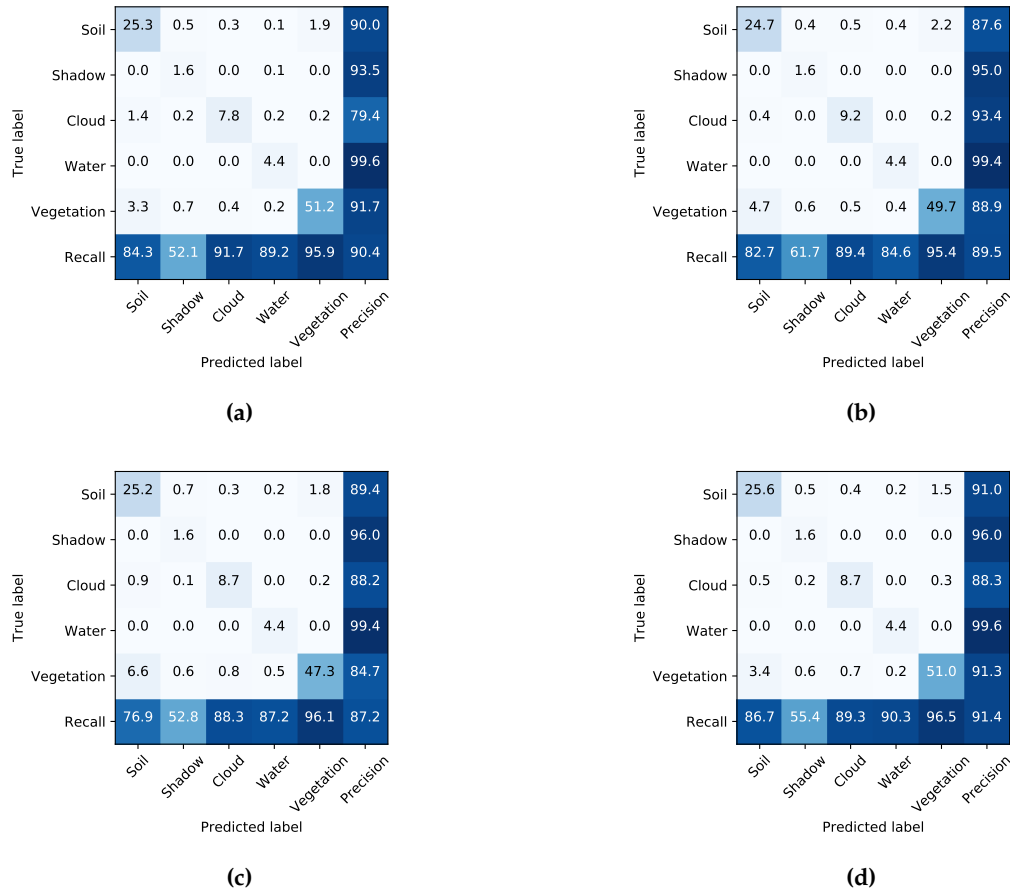 Soil 25.3 0.5 0.3 0.1 1.9 90.0
Shadow 0.0 1.6 0.0 0.1 0.0 93.5
Cloud 1.4 0.2 7.8 0.2 0.2 79.4
Water 0.0 0.0 0.0 4.4 0.0 99.6
Vegetation 3.3 0.7 0.4 0.2 51.2 91.7
Recall 84.3 52.1 91.7 89.2 95.9 90.4
True label
Soil Shadow Cloud Water Vegetation Precision
Predicted label
(a)
Soil 24.7 0.4 0.5 0.4 2.2 87.6
Shadow 0.0 1.6 0.0 0.0 0.0 95.0
Cloud 0.4 0.0 9.2 0.0 0.2 93.4
Water 0.0 0.0 0.0 4.4 0.0 99.4
Vegetation 4.7 0.6 0.5 0.4 49.7 88.9
Recall 82.7 61.7 89.4 84.6 95.4 89.5
True label
Soil Shadow Cloud Water Vegetation Precision
Predicted label
(b)
Soil 25.2 0.7 0.3 0.2 1.8 89.4
Shadow 0.0 1.6 0.0 0.0 0.0 96.0
Cloud 0.9 0.1 8.7 0.0 0.2 88.2
Water 0.0 0.0 0.0 4.4 0.0 99.4
Vegetation 6.6 0.6 0.8 0.5 47.3 84.7
Recall 76.9 52.8 88.3 87.2 96.1 87.2
True label
Soil Shadow Cloud Water Vegetation Precision
Predicted label
(c)
Soil 25.6 0.5 0.4 0.2 1.5 91.0
Shadow 0.0 1.6 0.0 0.0 0.0 96.0
Cloud 0.5 0.2 8.7 0.0 0.3 88.3
Water 0.0 0.0 0.0 4.4 0.0 99.6
Vegetation 3.4 0.6 0.7 0.2 51.0 91.3
Recall 86.7 55.4 89.3 90.3 96.5 91.4
True label
Soil Shadow Cloud Water Vegetation Precision
Predicted label
(d)